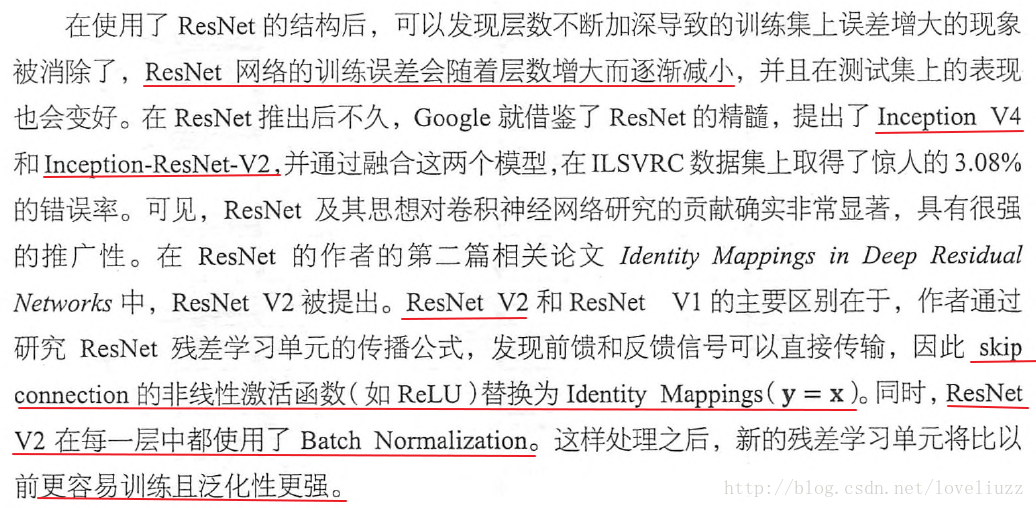 在使用了 ResNet 的结构后，可以发现层数不断加深导致的训练集上误差增大的现象
被消除了，ResNet 网络的训练误差会随着层数增大而逐渐减小，并且在测试集上的表现
也会变好。在 ResNet 推出后不久，Google 就借鉴了 ResNet 的精髓，提出了 Inception V4
和 Inception-ResNet-V2，并通过融合这两个模型，在 ILSVRC 数据集上取得了惊人的 3.08%
的错误率。可见，ResNet 及其思想对卷积神经网络研究的贡献确实非常显著，具有很强
的推广性。在 ResNet 的作者的第二篇相关论文 Identity Mappings in Deep Residual
Networks 中，ResNet V2 被提出。ResNet V2 和 ResNet V1 的主要区别在于，作者通过
研究 ResNet 残差学习单元的传播公式，发现前馈和反馈信号可以直接传输，因此 skip
connection 的非线性激活函数（如 ReLU）替换为 Identity Mappings（y = x）。同时，ResNet
V2 在每一层中都使用了 Batch Normalization。这样处理之后，新的残差学习单元将比以
前更容易训练且泛化性更强。
http://blog.csdn.net/loveliuzz